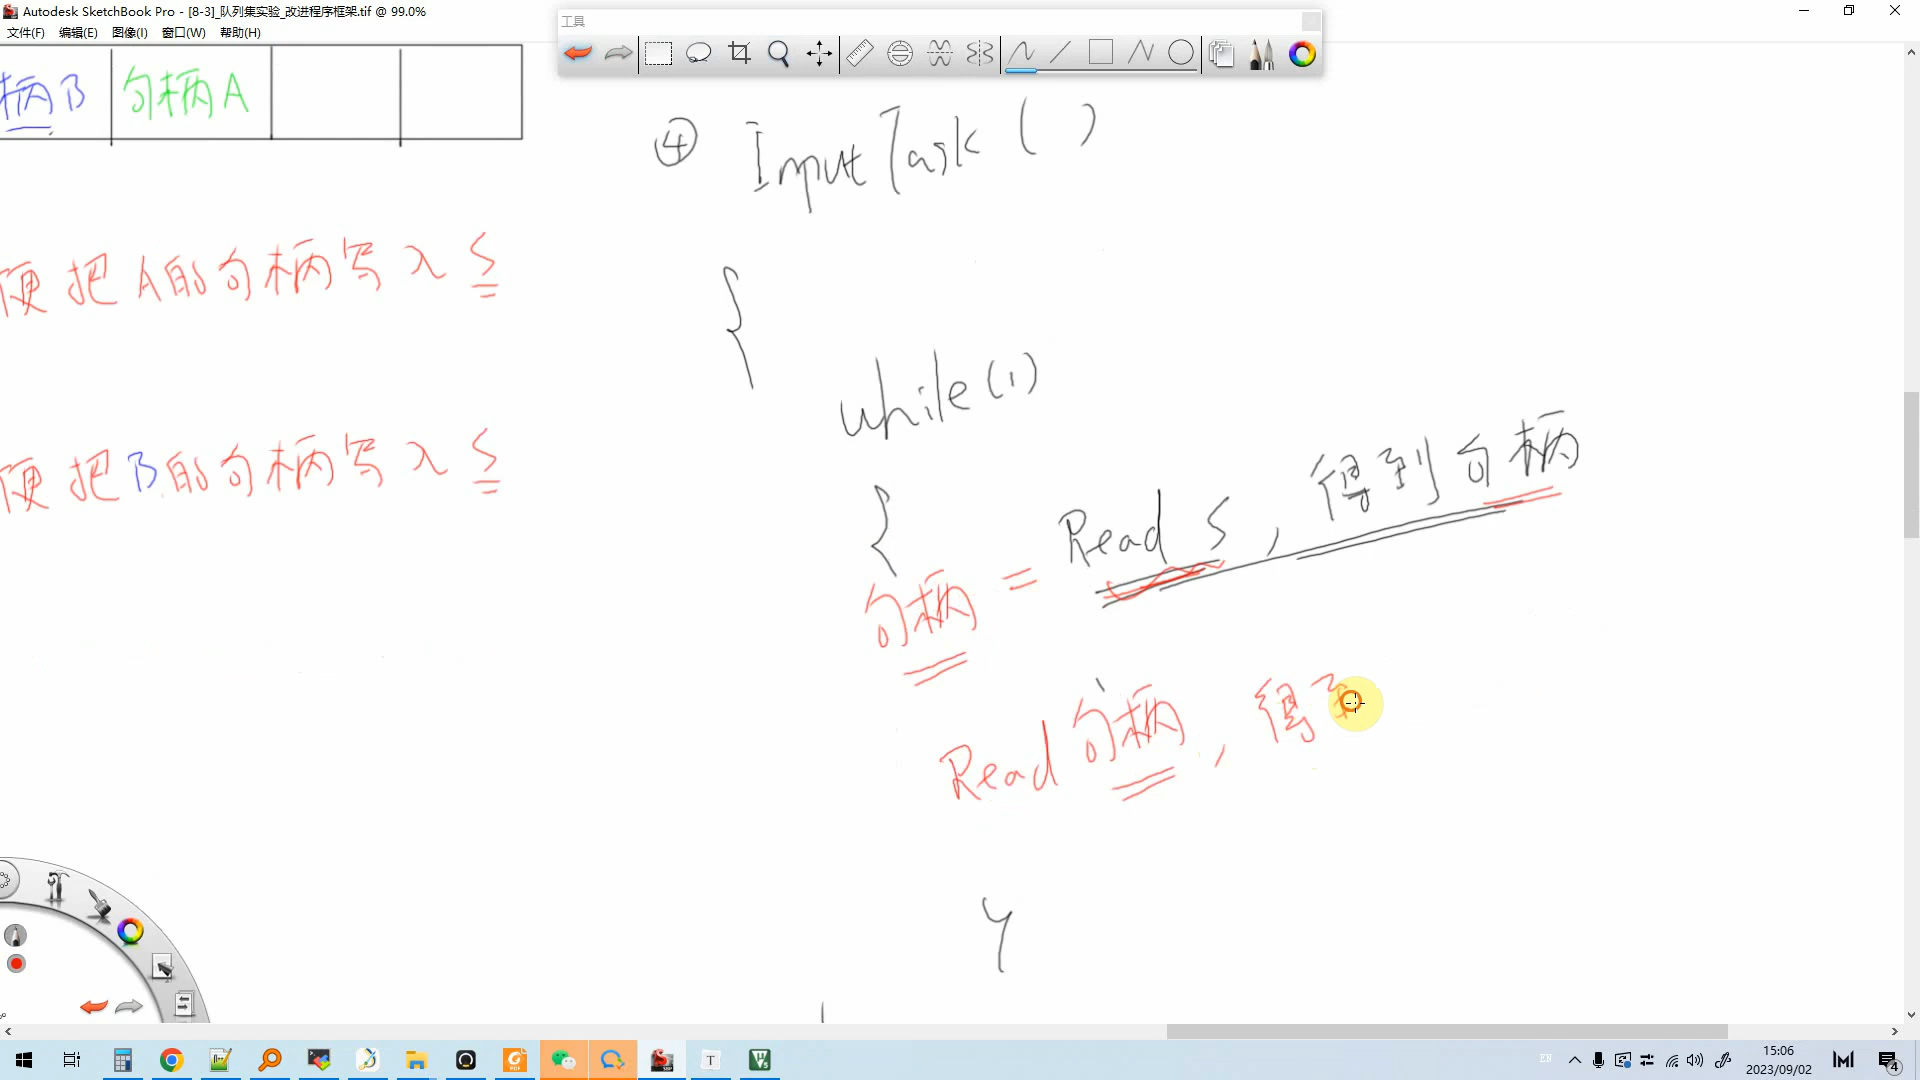 Autodesk SketchBook Pro - [8-3]_队列集实验_改进程序框架.tif @ 99.0%
文件(F) 编辑(E) 图像(I) 窗口(W) 帮助(H)
工具
柄B 句柄A
④ InputTask ( )
便把A的句柄写入S
{
while(1)
便把B的句柄写入S
{
Read S , 得到句柄
句柄 =
Read 句柄 , 得到
EN
15:06
2023/09/02
4